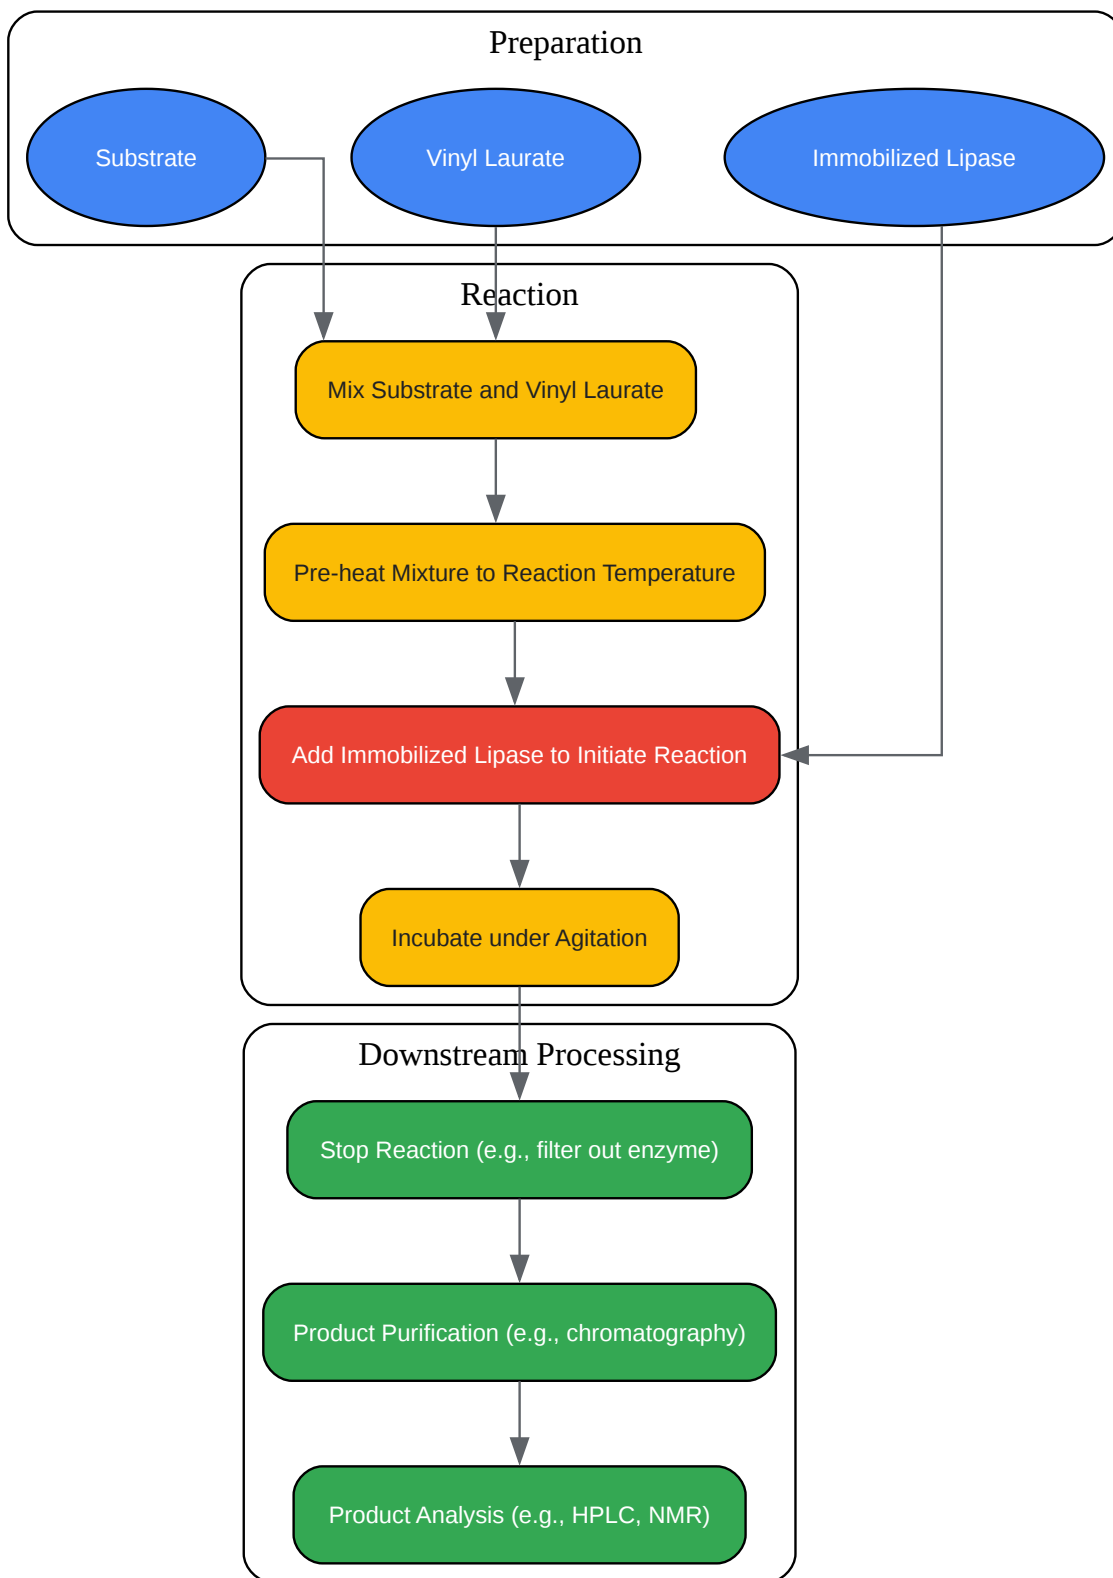 Preparation
Substrate
Vinyl Laurate
Immobilized Lipase
Reaction
Mix Substrate and Vinyl Laurate
Pre-heat Mixture to Reaction Temperature
Add Immobilized Lipase to Initiate Reaction
Incubate under Agitation
Downstream Processing
Stop Reaction (e.g., filter out enzyme)
Product Purification (e.g., chromatography)
Product Analysis (e.g., HPLC, NMR)